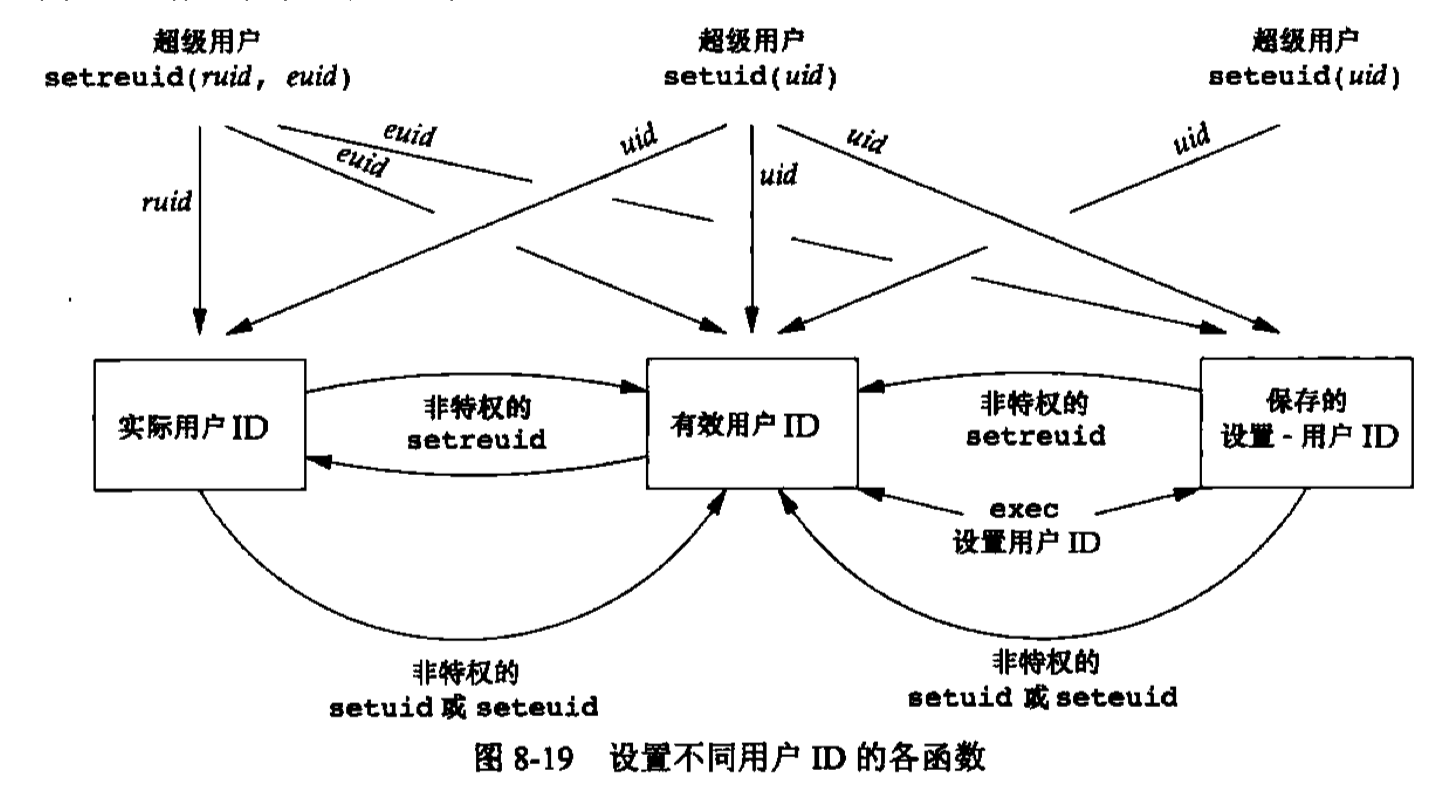 超级用户
setreuid(ruid, euid)
超级用户
setuid(uid)
超级用户
seteuid(uid)
euid
euid
ruid
uid
uid
uid
uid
实际用户 ID
非特权的
setreuid
有效用户 ID
非特权的
setreuid
保存的
设置-用户 ID
exec
设置用户 ID
非特权的
setuid 或 seteuid
非特权的
setuid 或 seteuid
图 8-19 设置不同用户 ID 的各函数